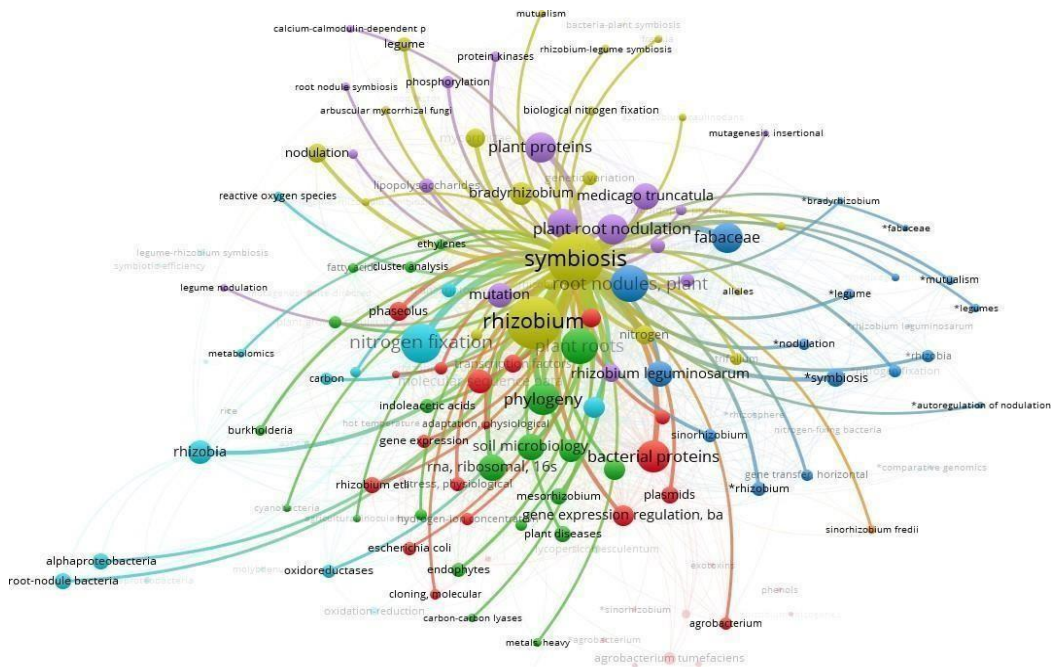 mutualism
bacteria-plant symbiosis
calcium-calmodulin-dependent p
legume
rhizobium-legume symbiosis
protein kinases
phosphorylation
root nodule symbiosis
arbuscular mycorrhizal fungi
biological nitrogen fixation
mutagenesis, insertional
plant proteins
nodulation
genetic variation
lipopolysaccharides
bradyrhizobium
medicago truncatula
reactive oxygen species
*bradyrhizobium
plant root nodulation
*fabaceae
fabaceae
ethylenes
legume-rhizobium symbiosis
symbiosis
symbiotic-efficiency
fatty acids
cluster analysis
*mutualism
root nodules, plant
legume nodulation
mutation
alleles
*legume
*legumes
phaseolus
rhizobium
*rhizobium leguminosarum
nitrogen
nitrogen fixation
plant roots
*nodulation
metabolomics
*rhizobia
transcription factors
trifolium
carbon
molecular sequence data
rhizobium leguminosarum
*symbiosis
phylogeny
indoleacetic acids
*autoregulation of nodulation
rice
*rhizosphere
hot temperature
adaptation, physiological
burkholderia
nitrogen-fixing bacteria
sinorhizobium
gene expression
soil microbiology
rhizobia
bacterial proteins
rna, ribosomal, 16s
*comparative genomics
gene transfer, horizontal
rhizobium etli
stress, physiological
*rhizobium
mesorhizobium
plasmids
cyanobacteria
gene expression regulation, ba
agricultural inoculants
hydrogen-ion concentration
sinorhizobium fredii
plant diseases
escherichia coli
lycopersicon esculentum
alphaproteobacteria
oxidoreductases
endophytes
exotoxins
root-nodule bacteria
phenols
cloning, molecular
oxidation-reduction
*sinorhizobium
carbon-carbon lyases
agrobacterium
*agrobacterium
metals, heavy
agrobacterium tumefaciens